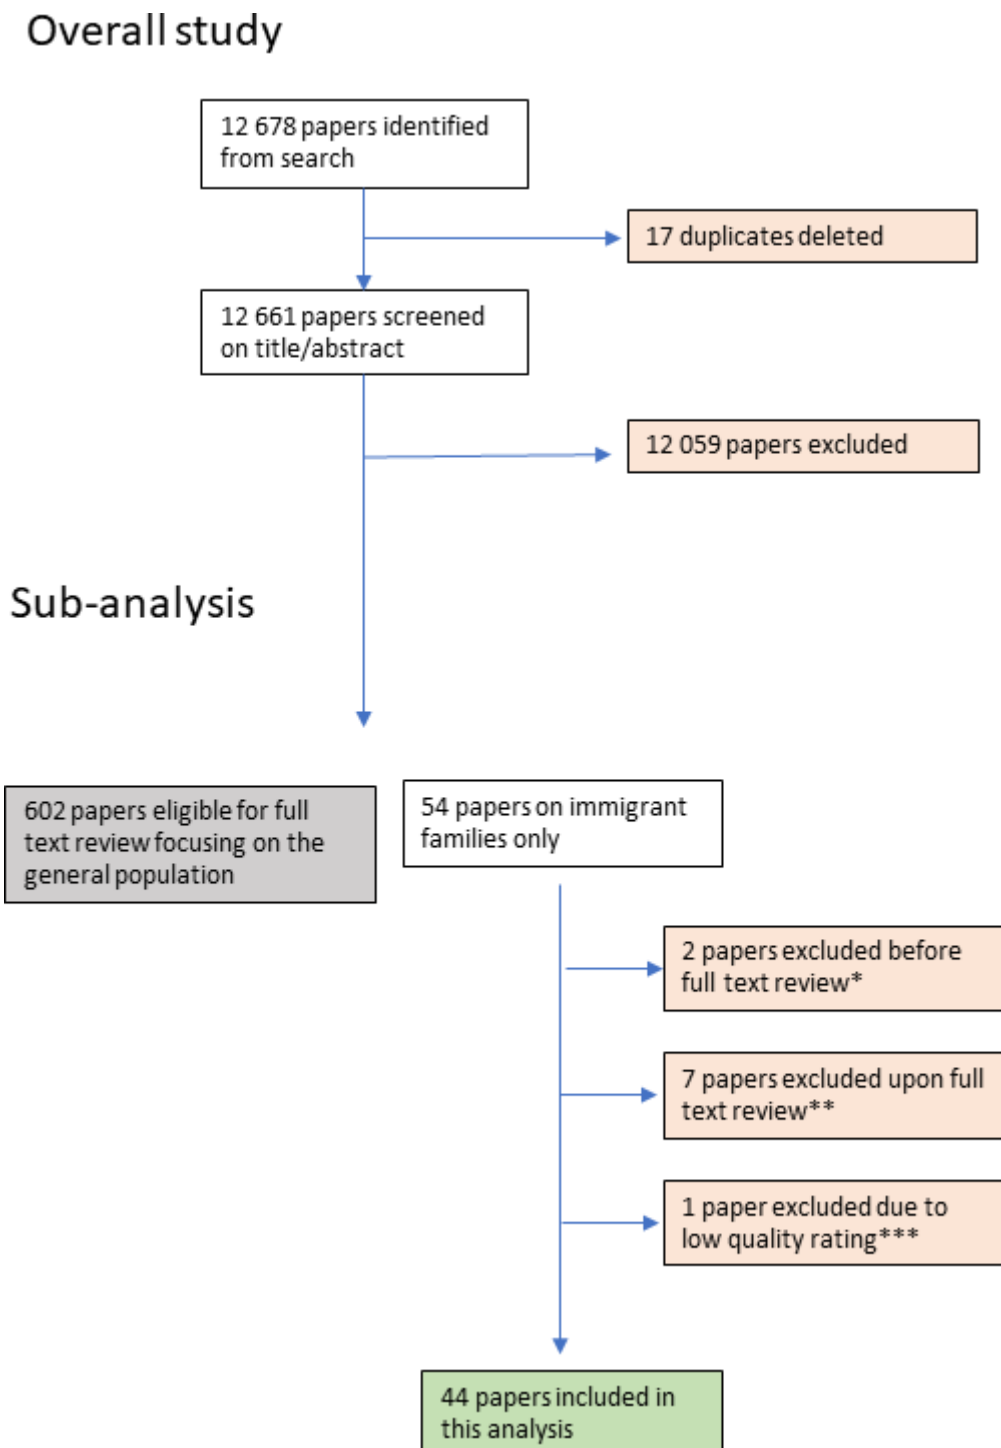 Overall study
12 678 papers identified
from search
17 duplicates deleted
12 661 papers screened
on title/abstract
12 059 papers excluded
Sub-analysis
602 papers eligible for full
text review focusing on the
general population
54 papers on immigrant
families only
2 papers excluded before
full text review*
7 papers excluded upon full
text review**
1 paper excluded due to
low quality rating***
44 papers included in
this analysis